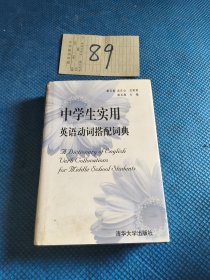 89
中学生实用
英语动词搭配词典
A Dictionary of English
Verb Collocations
for Middle School Students
清华大学出版社